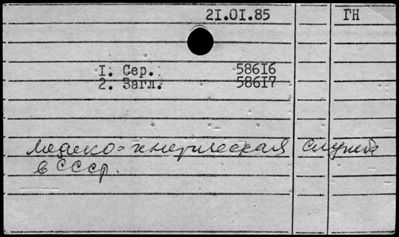 21.01.85 ГН
1. Сер. 58616
2. Загл. 58617
медико-генетическая служба
в СССР.